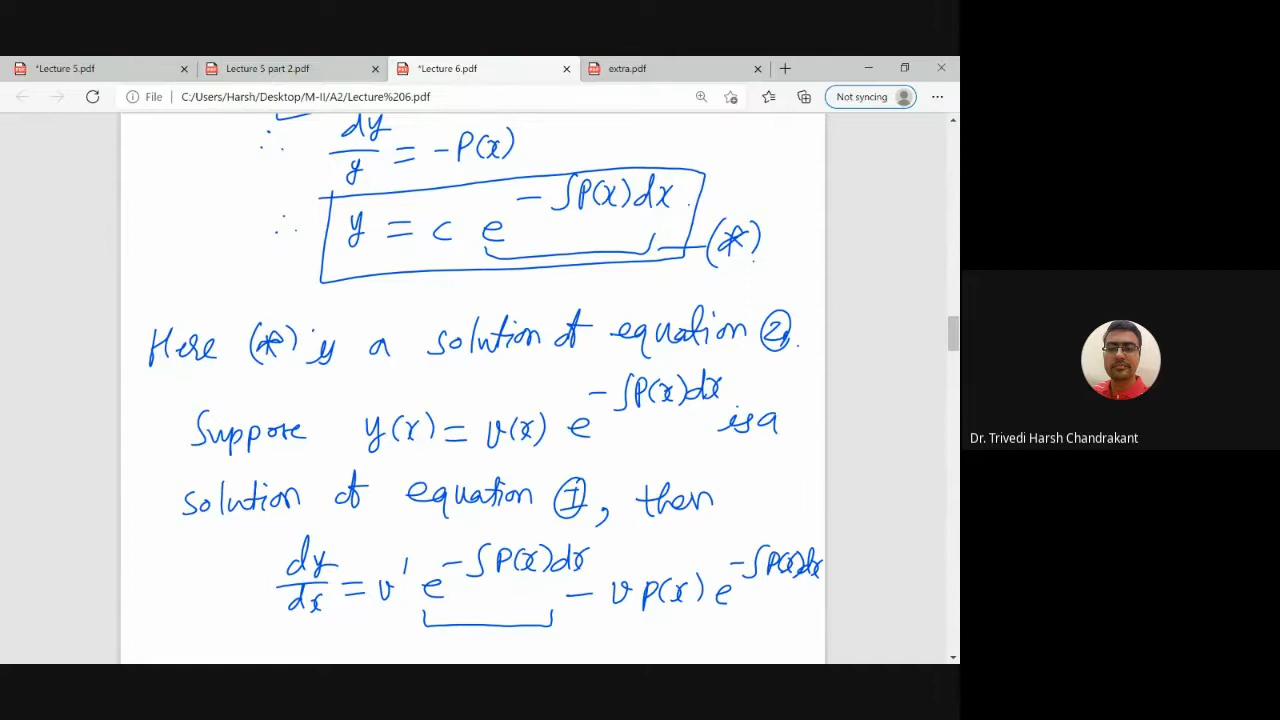 *Lecture 5.pdf
Lecture 5 part 2.pdf
*Lecture 6.pdf
extra.pdf
File
C:/Users/Harsh/Desktop/M-II/A2/Lecture%206.pdf
Not syncing
∴ dy/y = -P(x)
∴ y = c e^{-∫P(x)dx} — (*)
Here (*) is a solution of equation ②.
Suppose y(x) = v(x) e^{-∫P(x)dx} is a
solution of equation ①, then
dy/dx = v' e^{-∫P(x)dx} - v P(x) e^{-∫P(x)dx}
Dr. Trivedi Harsh Chandrakant